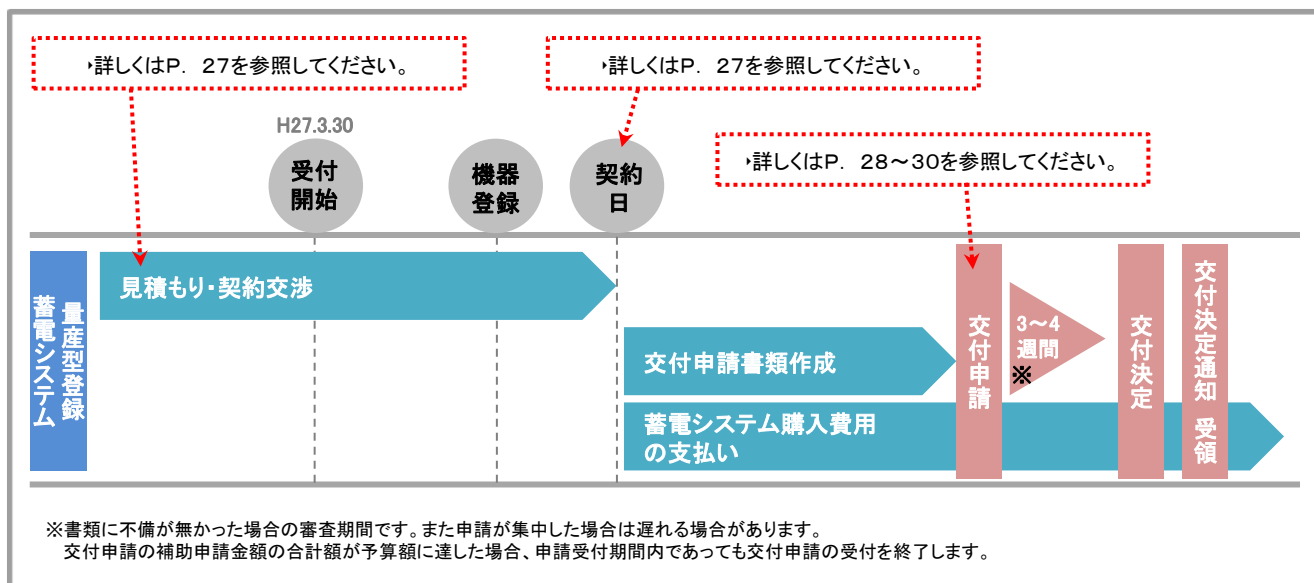 ・詳しくはP. 27を参照してください。
・詳しくはP. 27を参照してください。
H27.3.30
受付
開始
機器
登録
契約
日
・詳しくはP. 28~30を参照してください。
量産型登録
蓄電システム
見積もり・契約交渉
交付申請書類作成
蓄電システム購入費用
の支払い
交付申請
3~4
週間
※
交付決定
交付決定通知 受領
※書類に不備が無かった場合の審査期間です。また申請が集中した場合は遅れる場合があります。
交付申請の補助申請金額の合計額が予算額に達した場合、申請受付期間内であっても交付申請の受付を終了します。